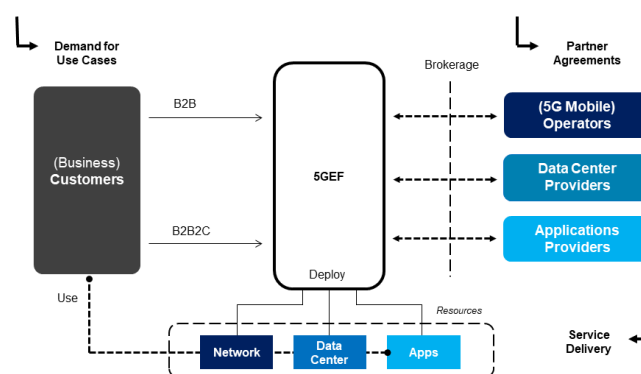 Demand for
Use Cases
Partner
Agreements
Brokerage
B2B
(Business)
Customers
5GEF
(5G Mobile)
Operators
Data Center
Providers
B2B2C
Applications
Providers
Deploy
Use
Resources
Network
Data
Center
Apps
Service
Delivery